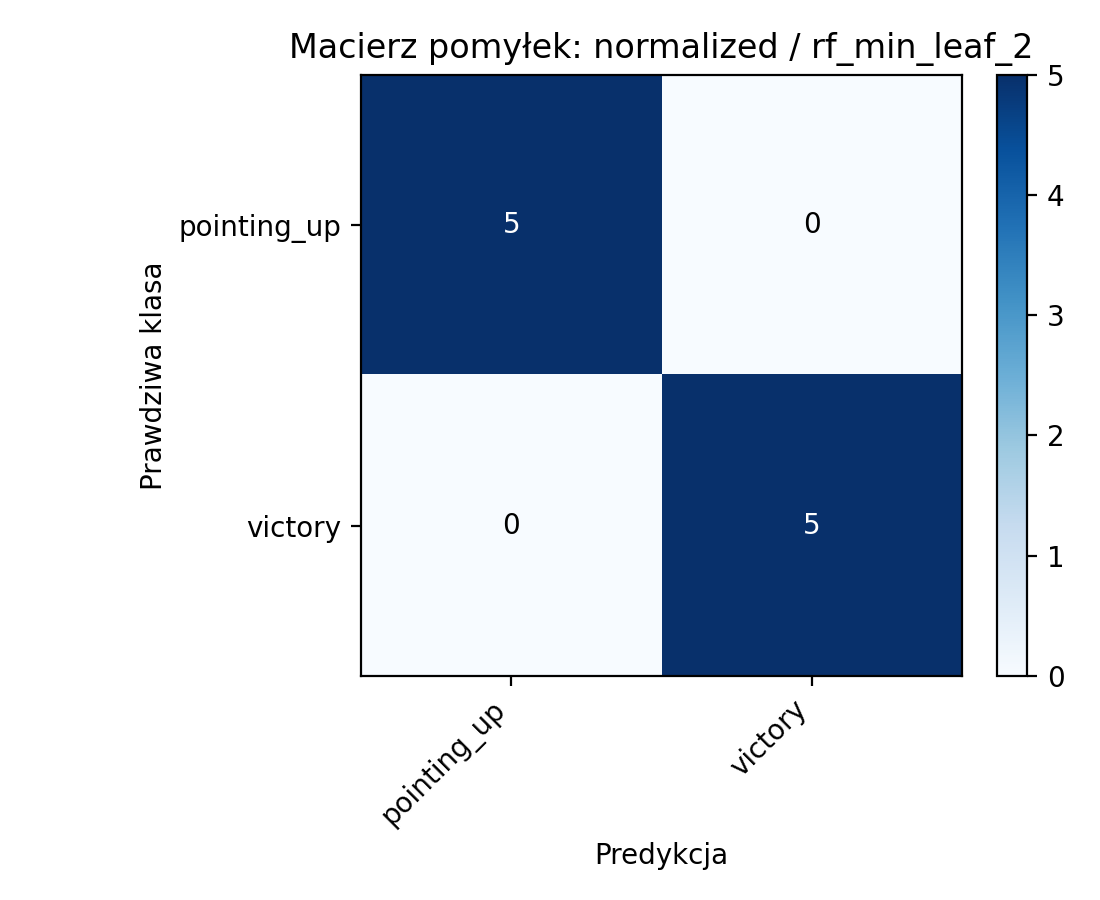 Macierz pomyłek: normalized / rf_min_leaf_2
5
4
3
2
1
0
Prawdziwa klasa
pointing_up
5
0
victory
0
5
pointing_up
victory
Predykcja